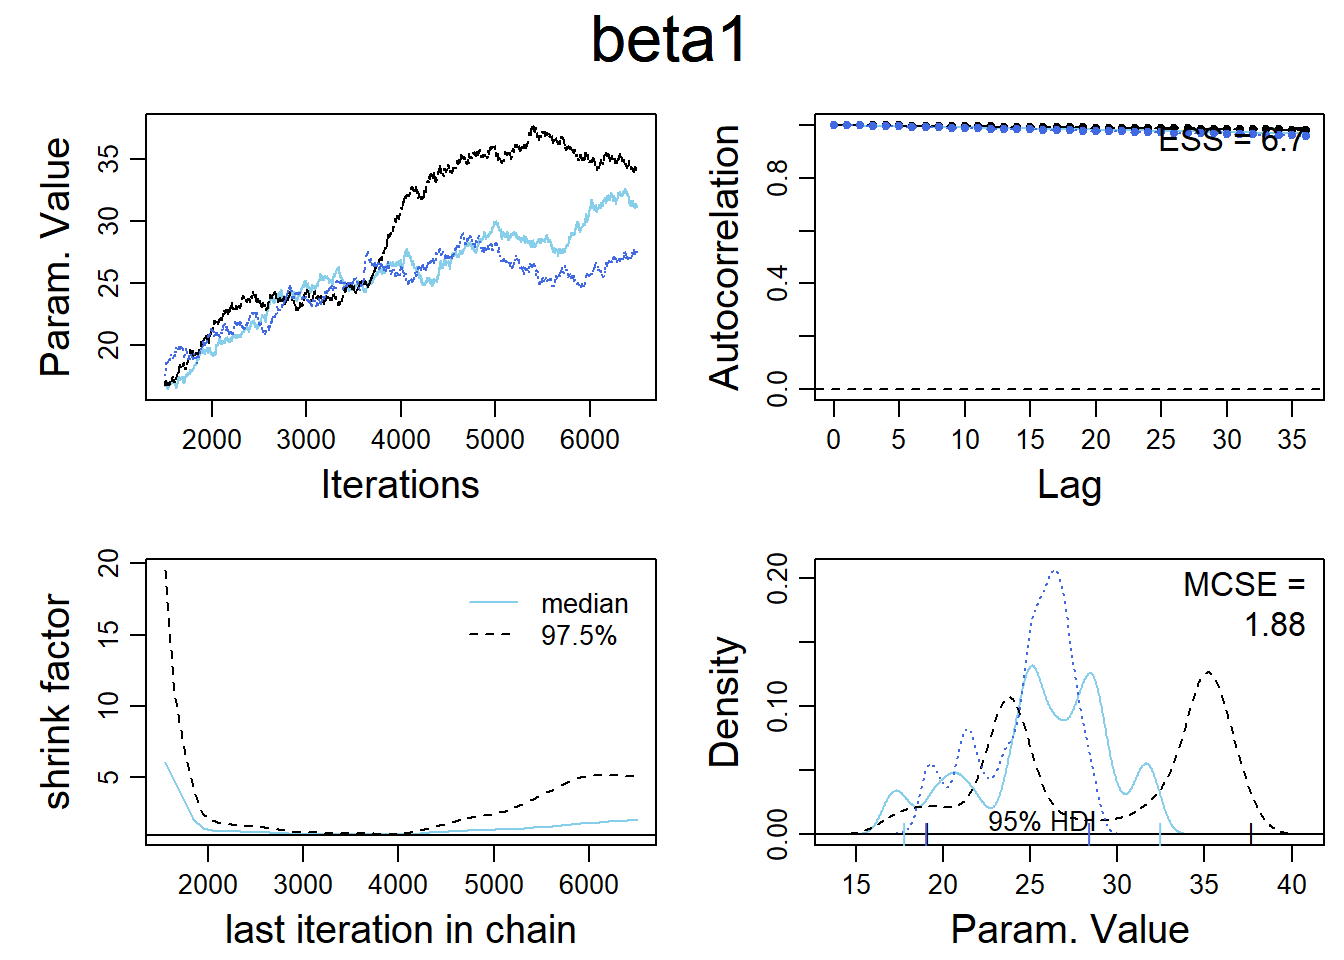 beta1
Param. Value
35
30
25
20
2000 3000 4000 5000 6000
Iterations
Autocorrelation
0.8
0.4
0.0
ESS = 6.7
0 5 10 15 20 25 30 35
Lag
shrink factor
20
15
10
5
median
97.5%
2000 3000 4000 5000 6000
last iteration in chain
Density
0.20
0.10
0.00
MCSE =
1.88
95% HDI
15 20 25 30 35 40
Param. Value